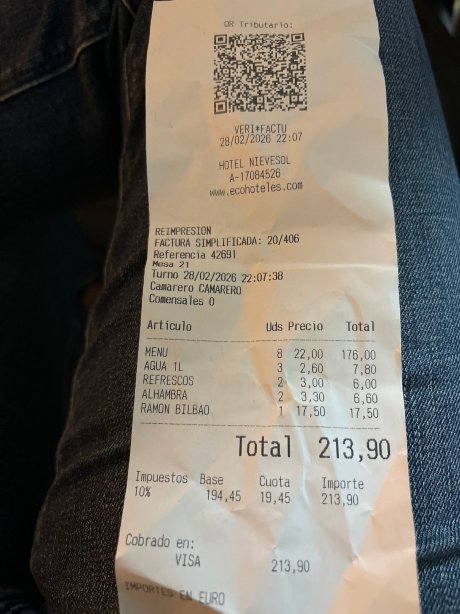 QR Tributario:
VERI*FACTU
28/02/2026 22:07
HOTEL NIEVESOL
A-17084526
www.ecohoteles.com
REIMPRESION
FACTURA SIMPLIFICADA: 20/406
Referencia 42691
Mesa 21
Turno 28/02/2026 22:07:38
Camarero CAMARERO
Comensales 0
Articulo Uds Precio Total
MENU 8 22,00 176,00
AGUA 1L 3 2,60 7,80
REFRESCOS 2 3,00 6,00
ALHAMBRA 2 3,30 6,60
RAMON BILBAO 1 17,50 17,50
Total 213,90
Impuestos Base Cuota Importe
10% 194,45 19,45 213,90
Cobrado en:
VISA 213,90
IMPORTES EN EURO